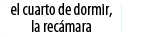 el cuarto de dormir,
la recámara